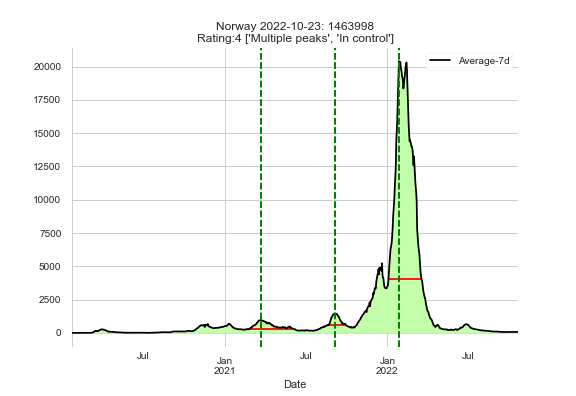 Norway 2022-10-23: 1463998
Rating:4 ['Multiple peaks', 'In control']
Average-7d
20000
17500
15000
12500
10000
7500
5000
2500
0
Jul
Jan
2021
Jul
Jan
2022
Jul
Date